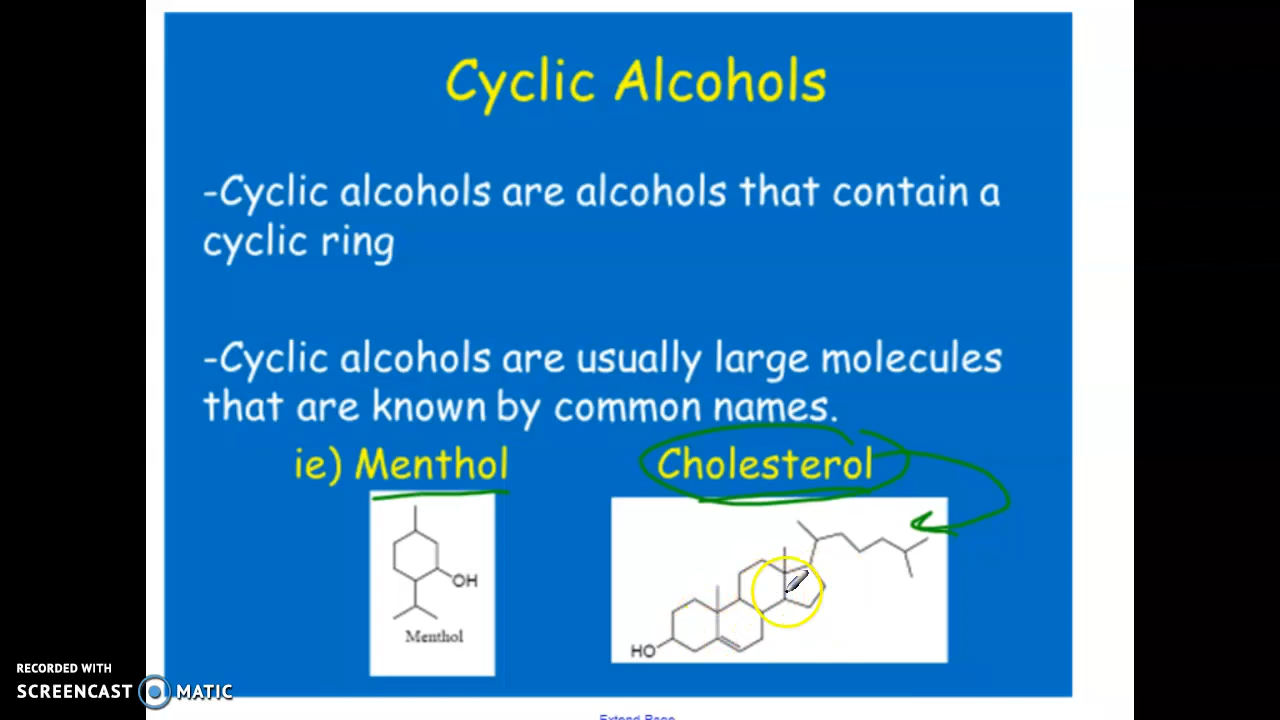 Cyclic Alcohols
-Cyclic alcohols are alcohols that contain a
cyclic ring
-Cyclic alcohols are usually large molecules
that are known by common names.
ie) Menthol Cholesterol
OH
Menthol
HO
RECORDED WITH
SCREENCAST MATIC
Extend Page